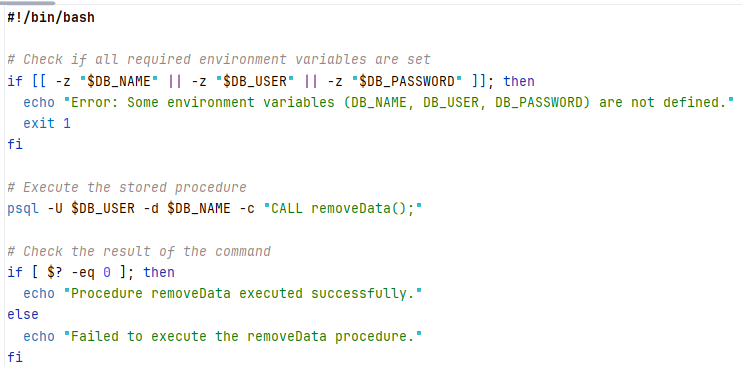 #!/bin/bash
# Check if all required environment variables are set
if [[ -z "$DB_NAME" || -z "$DB_USER" || -z "$DB_PASSWORD" ]]; then
  echo "Error: Some environment variables (DB_NAME, DB_USER, DB_PASSWORD) are not defined."
  exit 1
fi
# Execute the stored procedure
psql -U $DB_USER -d $DB_NAME -c "CALL removeData();"
# Check the result of the command
if [ $? -eq 0 ]; then
  echo "Procedure removeData executed successfully."
else
  echo "Failed to execute the removeData procedure."
fi